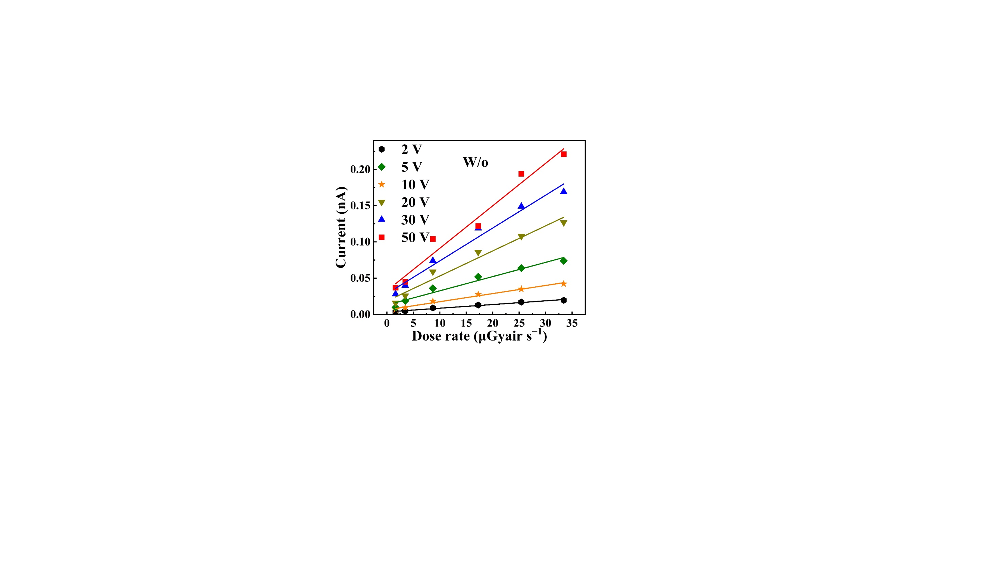 2 V
5 V
10 V
20 V
30 V
50 V
W/o
Current (nA)
0.20
0.15
0.10
0.05
0.00
0 5 10 15 20 25 30 35
Dose rate (μGyair s⁻¹)